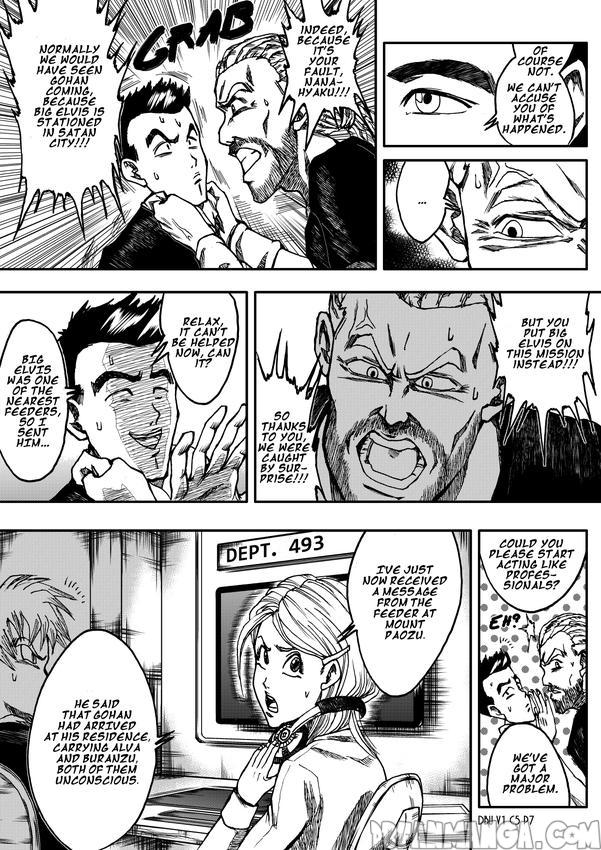 OF
COURSE
NOT.
WE CAN'T
ACCUSE
YOU OF
WHAT'S
HAPPENED.
...
INDEED,
BECAUSE
IT'S
YOUR
FAULT,
NANA-
HYAKU!!!
GRAB
NORMALLY
WE WOULD
HAVE SEEN
GOHAN
COMING,
BECAUSE
BIG ELVIS IS
STATIONED
IN SATAN
CITY!!!
BUT YOU
PUT BIG
ELVIS ON
THIS MISSION
INSTEAD!!!
SO
THANKS
TO YOU,
WE WERE
CAUGHT
BY SUR-
PRISE!!!
RELAX,
IT CAN'T
BE HELPED
NOW, CAN
IT?
BIG
ELVIS
WAS ONE
OF THE
NEAREST
FEEDERS,
SO I
SENT
HIM...
COULD YOU
PLEASE START
ACTING LIKE
PROFES-
SIONALS?
EH?
WE'VE
GOT A
MAJOR
PROBLEM.
DEPT. 493
I'VE JUST
NOW RECEIVED
A MESSAGE
FROM THE
FEEDER AT
MOUNT
PAOZU.
HE SAID
THAT GOHAN
HAD ARRIVED
AT HIS RESIDENCE,
CARRYING ALVA
AND BURANZU,
BOTH OF THEM
UNCONSCIOUS.